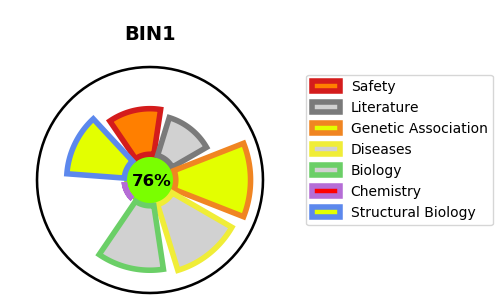 BIN1
76%
Safety
Literature
Genetic Association
Diseases
Biology
Chemistry
Structural Biology